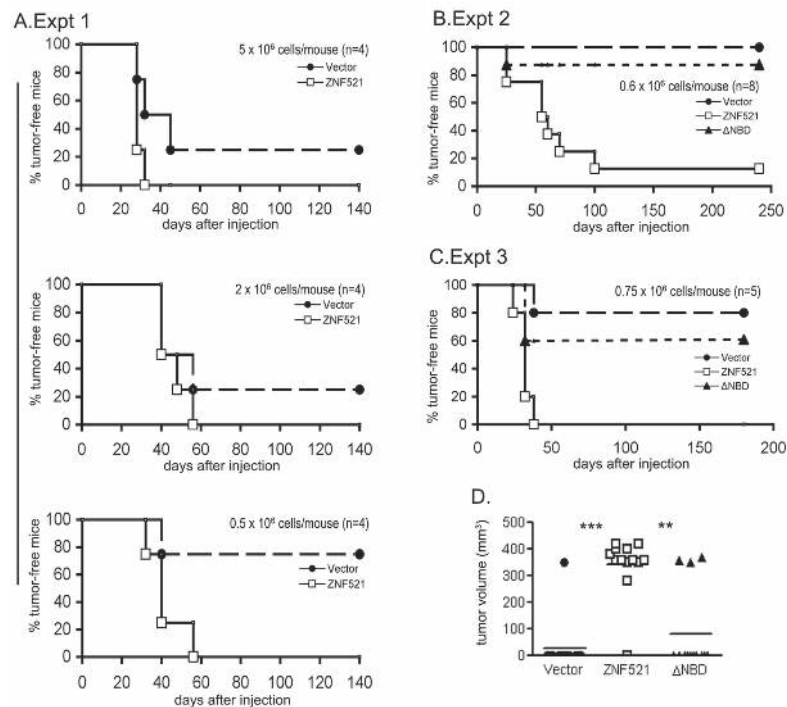 A.Expt 1
5 x 10⁶ cells/mouse (n=4)
Vector
ZNF521
% tumor-free mice
100
80
60
40
20
0
0 20 40 60 80 100 120 140
days after injection
2 x 10⁶ cells/mouse (n=4)
Vector
ZNF521
% tumor-free mice
100
80
60
40
20
0
0 20 40 60 80 100 120 140
days after injection
0.5 x 10⁶ cells/mouse (n=4)
Vector
ZNF521
% tumor-free mice
100
80
60
40
20
0
0 20 40 60 80 100 120 140
days after injection
B. Expt 2
0.6 x 10⁶ cells/mouse (n=8)
Vector
ZNF521
ΔNBD
% tumor-free mice
100
80
60
40
20
0
0 50 100 150 200 250
days after injection
C.Expt 3
0.75 x 10⁶ cells/mouse (n=5)
Vector
ZNF521
ΔNBD
% tumor-free mice
100
80
60
40
20
0
0 50 100 150 200
days after injection
D.
*** **
tumor volume (mm³)
500
400
300
200
100
0
Vector ZNF521 ΔNBD